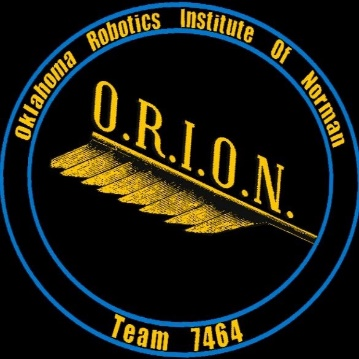 Oklahoma Robotics Institute Of Norman
O.R.I.O.N.
Team 7464